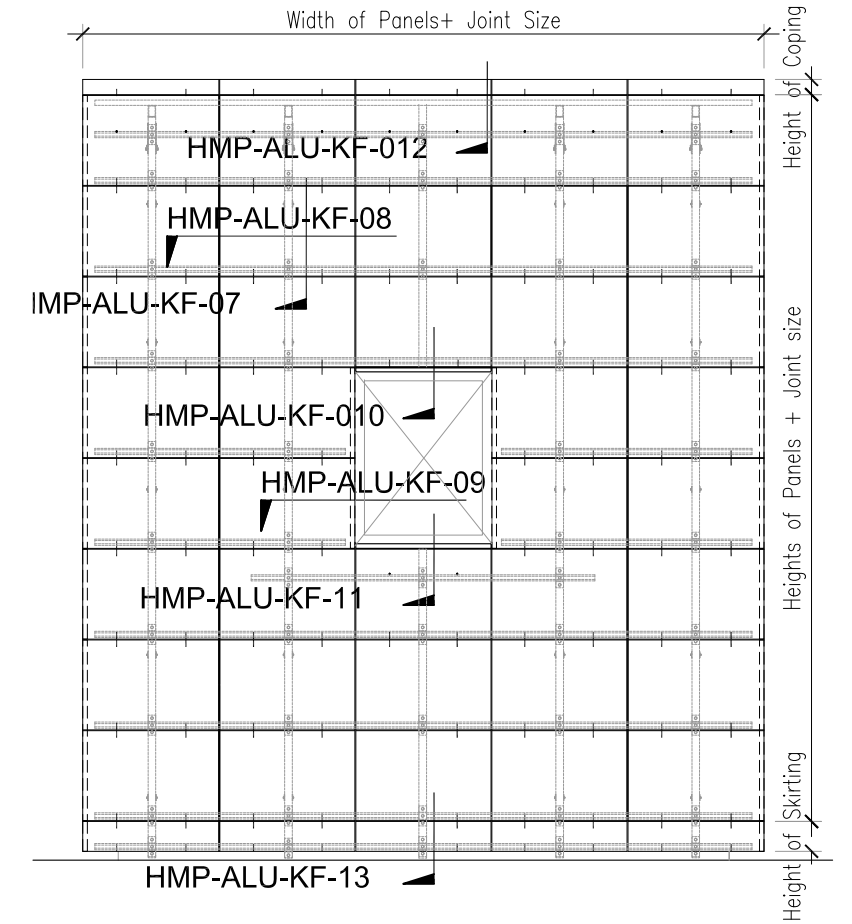 Width of Panels+ Joint Size
Height of Coping
HMP-ALU-KF-012
HMP-ALU-KF-08
IMP-ALU-KF-07
Heights of Panels + Joint size
HMP-ALU-KF-010
HMP-ALU-KF-09
HMP-ALU-KF-11
Height of Skirting
HMP-ALU-KF-13